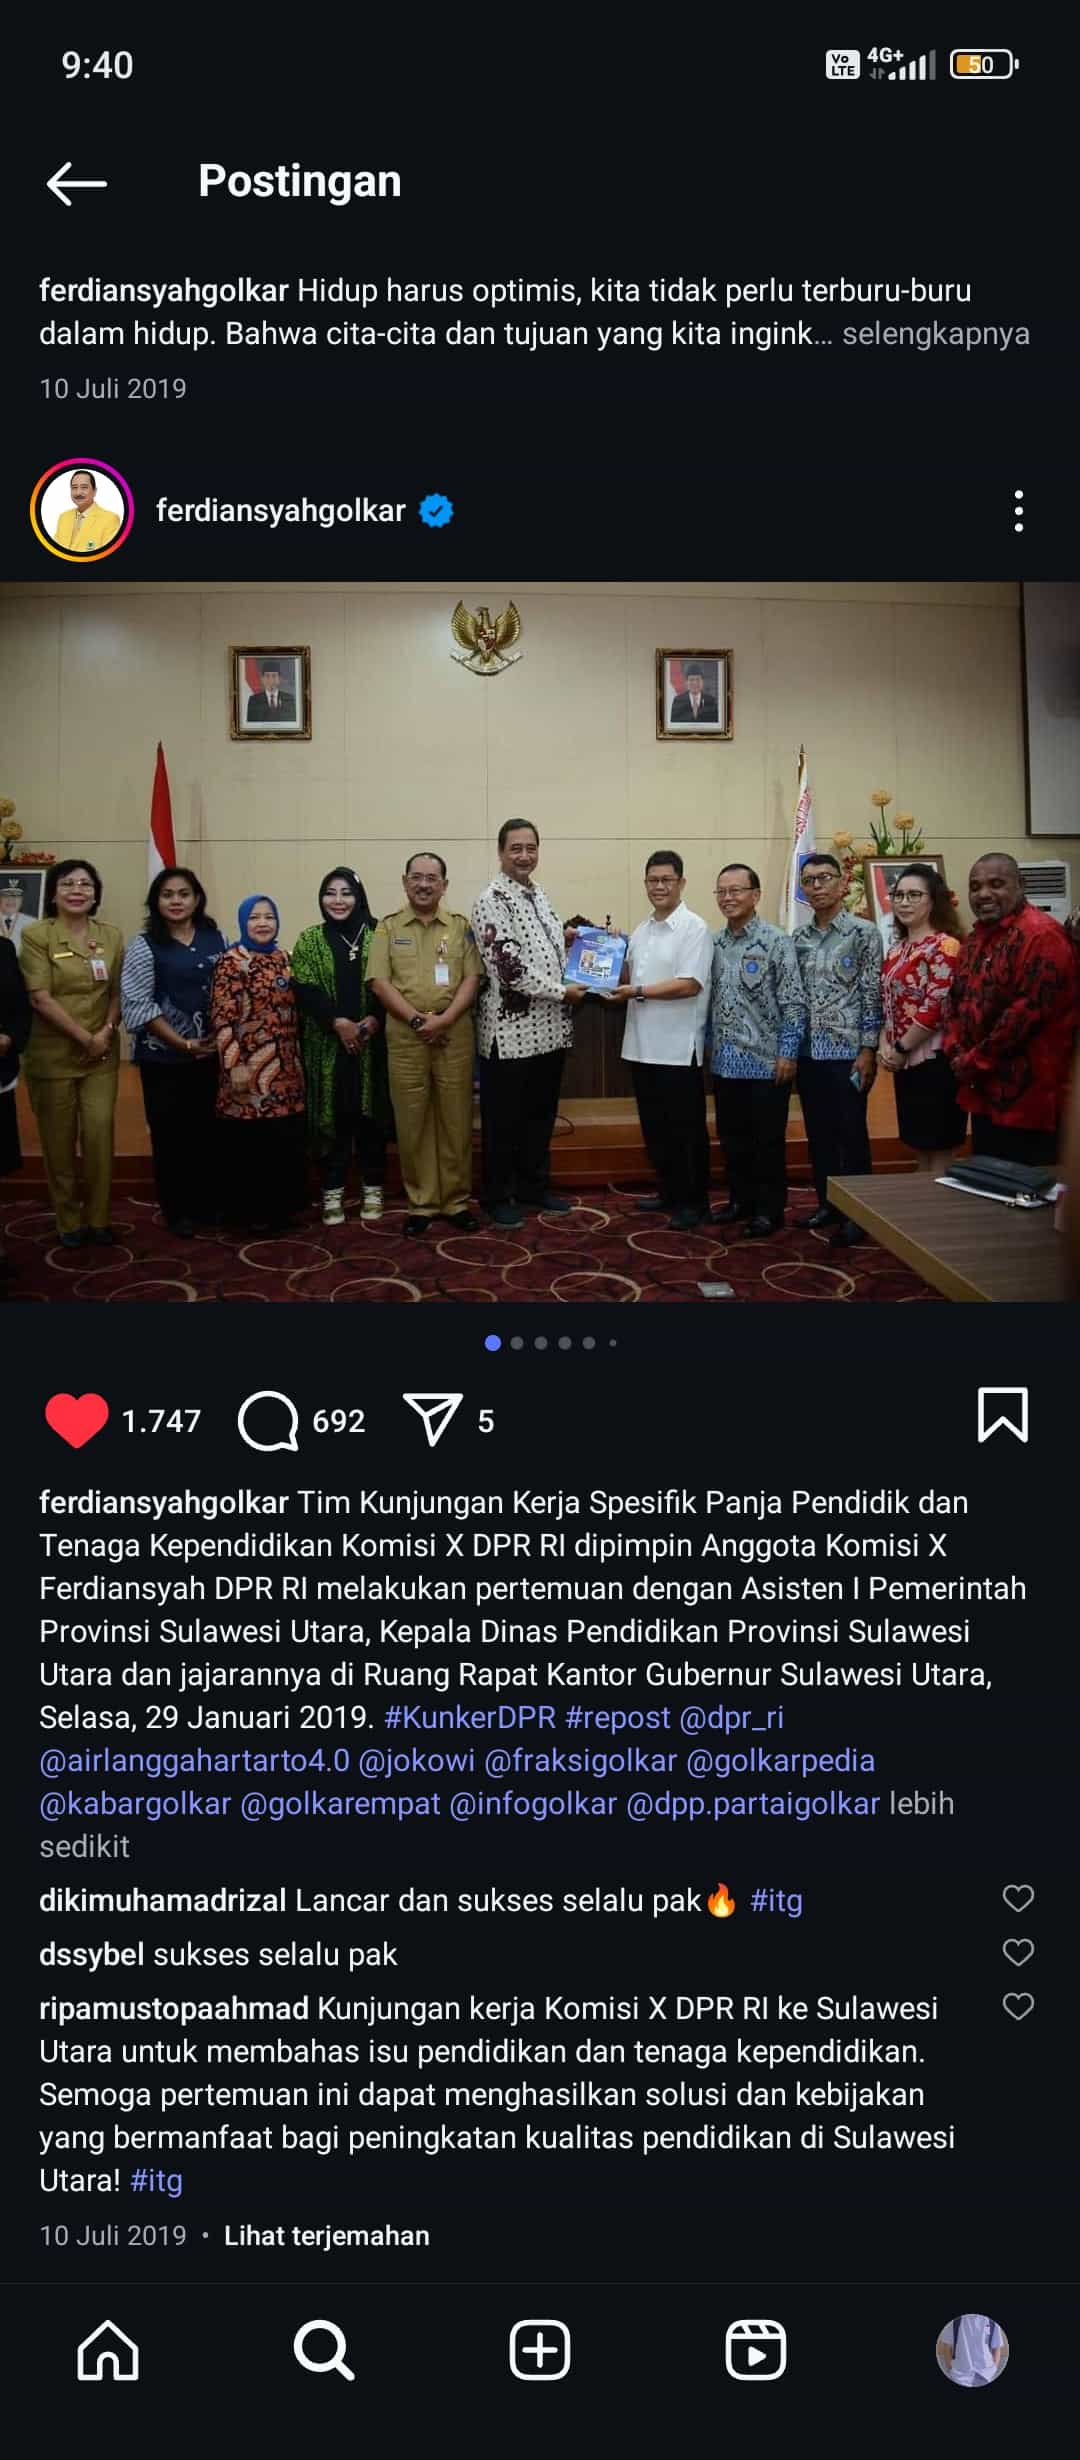 9:40
Vo LTE 4G+ 50
Postingan
ferdiansyahgolkar Hidup harus optimis, kita tidak perlu terburu-buru
dalam hidup. Bahwa cita-cita dan tujuan yang kita ingink... selengkapnya
10 Juli 2019
ferdiansyahgolkar
1.747 692 5
ferdiansyahgolkar Tim Kunjungan Kerja Spesifik Panja Pendidik dan
Tenaga Kependidikan Komisi X DPR RI dipimpin Anggota Komisi X
Ferdiansyah DPR RI melakukan pertemuan dengan Asisten I Pemerintah
Provinsi Sulawesi Utara, Kepala Dinas Pendidikan Provinsi Sulawesi
Utara dan jajarannya di Ruang Rapat Kantor Gubernur Sulawesi Utara,
Selasa, 29 Januari 2019. #KunkerDPR #repost @dpr_ri
@airlanggahartarto4.0 @jokowi @fraksigolkar @golkarpedia
@kabargolkar @golkarempat @infogolkar @dpp.partaigolkar lebih
sedikit
dikimuhamadrizal Lancar dan sukses selalu pak🔥 #itg
dssybel sukses selalu pak
ripamustopaahmad Kunjungan kerja Komisi X DPR RI ke Sulawesi
Utara untuk membahas isu pendidikan dan tenaga kependidikan.
Semoga pertemuan ini dapat menghasilkan solusi dan kebijakan
yang bermanfaat bagi peningkatan kualitas pendidikan di Sulawesi
Utara! #itg
10 Juli 2019 • Lihat terjemahan